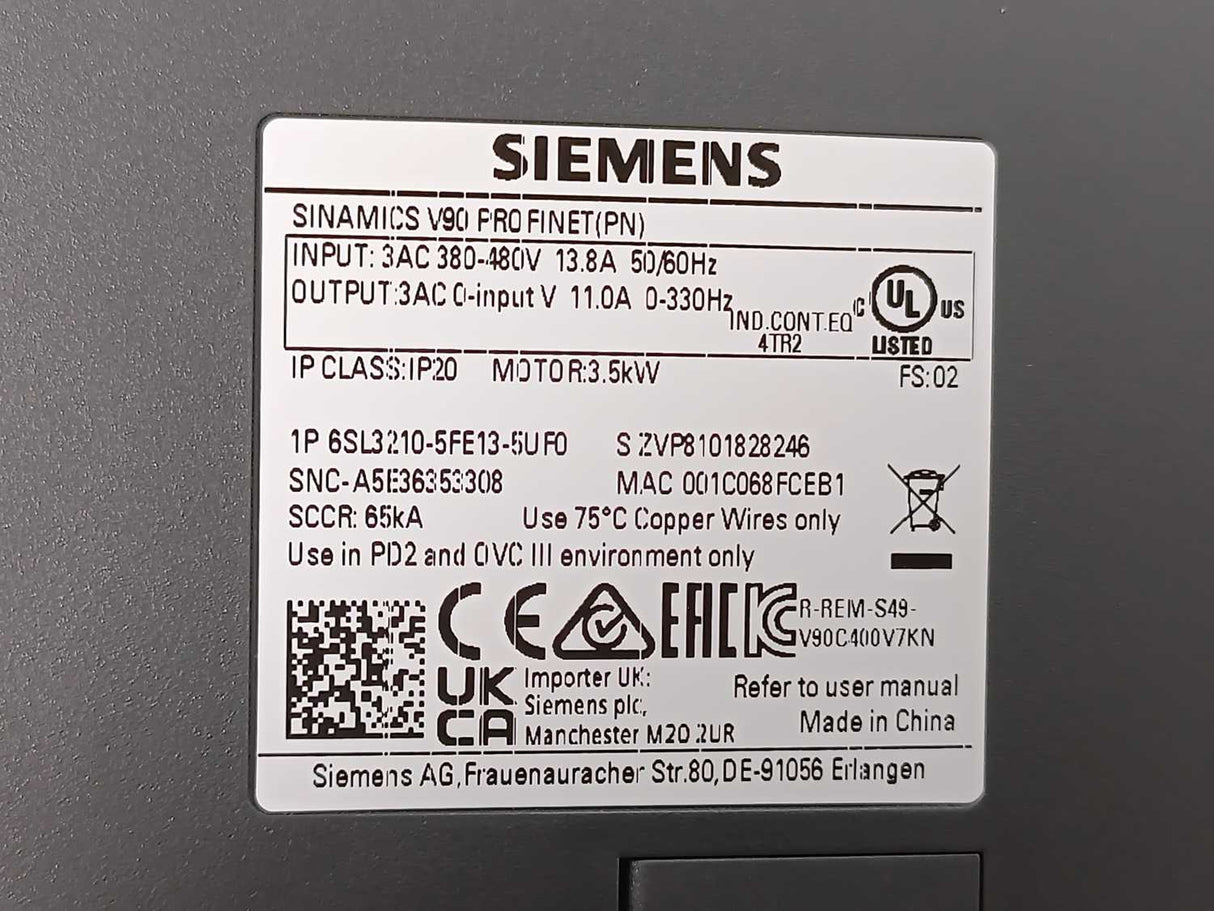 SIEMENS
SINAMICS V90 PROFINET(PN)
INPUT: 3AC 380-480V 13.8A 50/60Hz
OUTPUT:3AC 0-input V 11.0A 0-330Hz
IND.CONT.EQ
4TR2
C UL US
LISTED
IP CLASS:IP20 MOTOR:3.5kW FS:02
1P 6SL3210-5FE13-5UF0 S ZVP8101828246
SNC-A5E36353308 MAC 001C068FCEB1
SCCR: 65kA Use 75°C Copper Wires only
Use in PD2 and OVC III environment only
CE EAC KC R-REM-S49-
V90C400V7KN
UK
CA
Importer UK:
Siemens plc,
Manchester M20 2UR
Refer to user manual
Made in China
Siemens AG,Frauenauracher Str.80,DE-91056 Erlangen